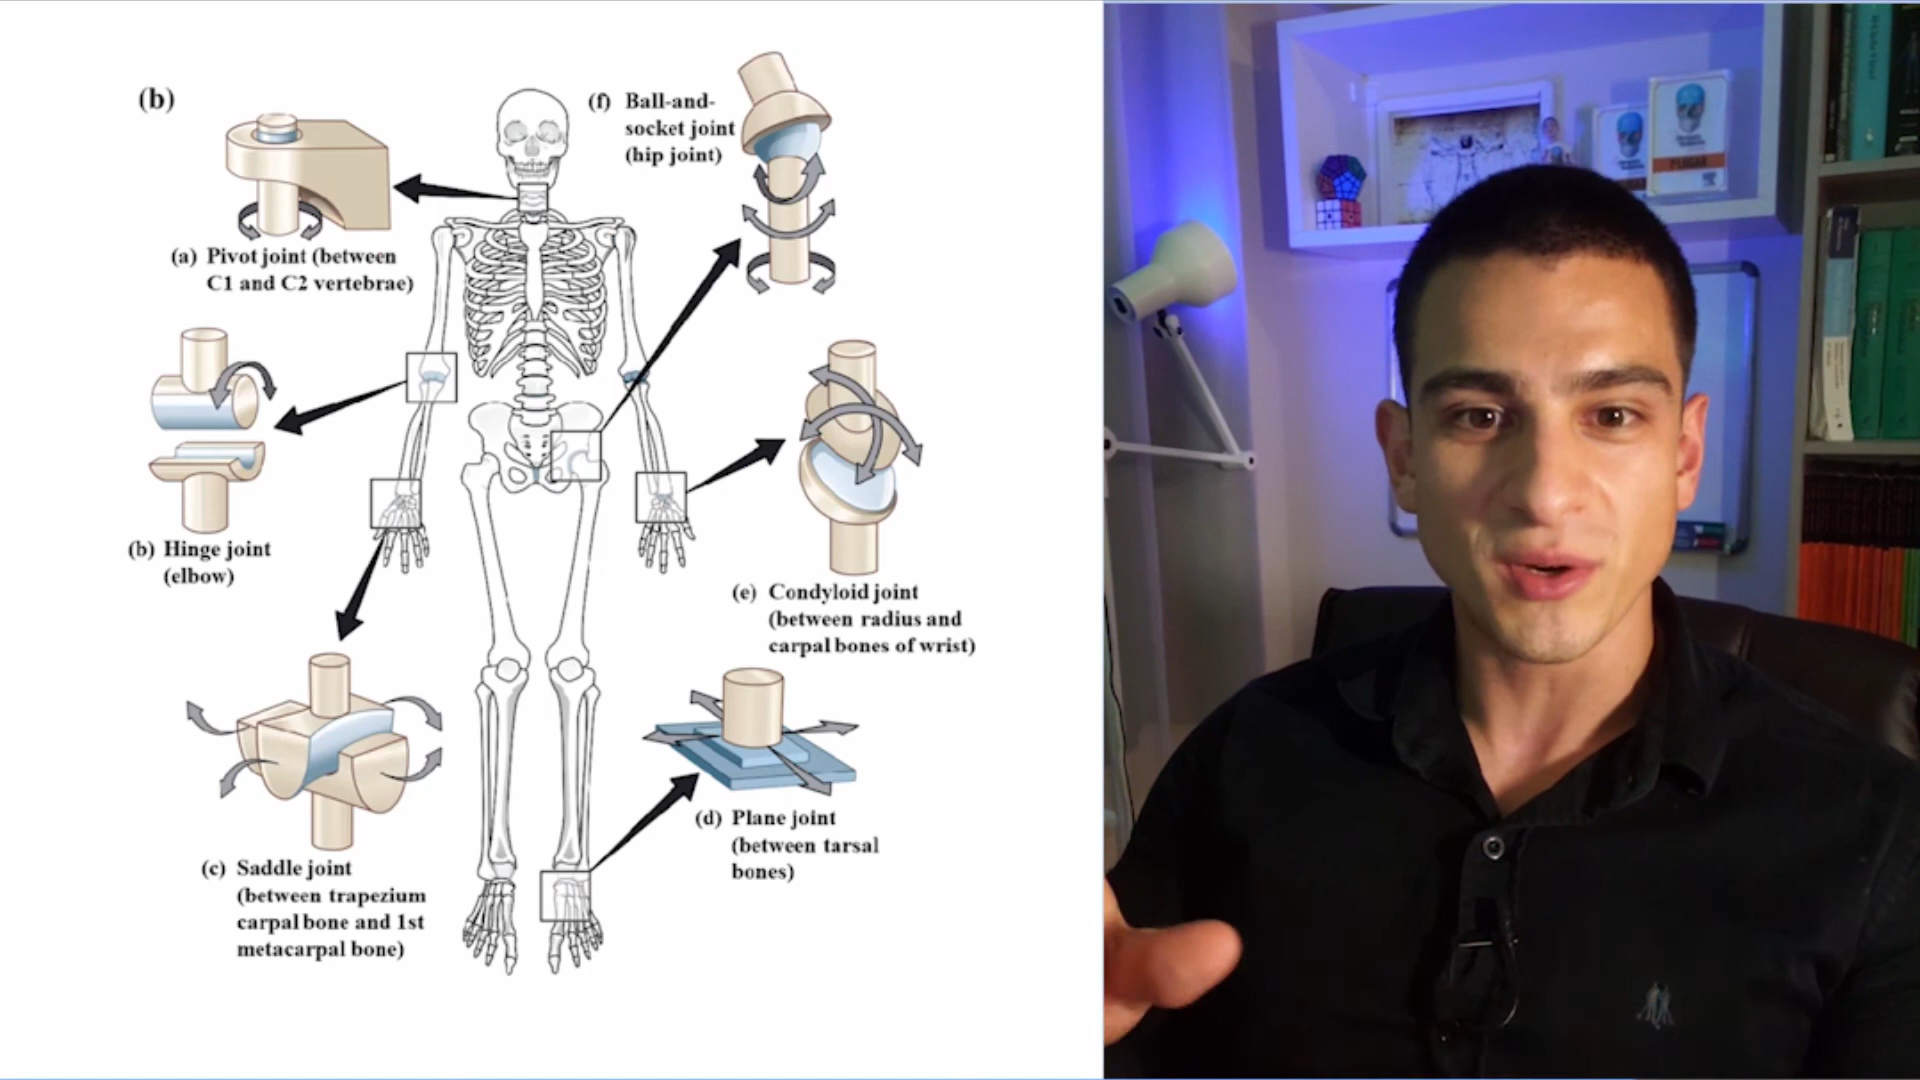 (b)
(f) Ball-and-
socket joint
(hip joint)
(a) Pivot joint (between
C1 and C2 vertebrae)
(b) Hinge joint
(elbow)
(e) Condyloid joint
(between radius and
carpal bones of wrist)
(d) Plane joint
(between tarsal
bones)
(c) Saddle joint
(between trapezium
carpal bone and 1st
metacarpal bone)